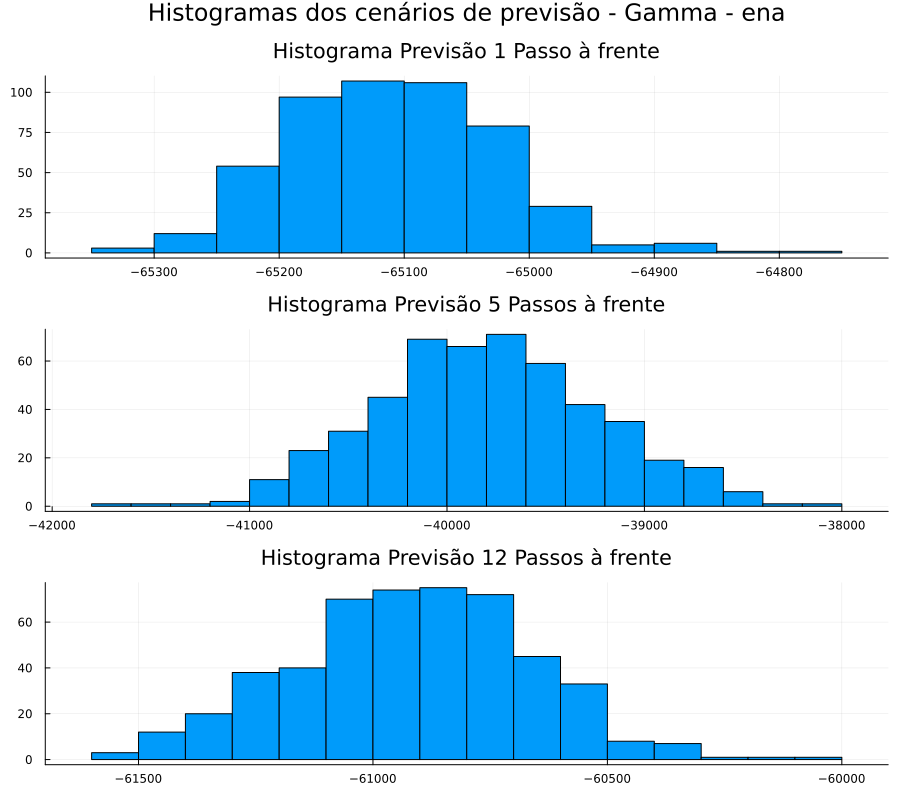 Histogramas dos cenários de previsão - Gamma - ena
Histograma Previsão 1 Passo à frente
100
75
50
25
0
−65300 −65200 −65100 −65000 −64900 −64800
Histograma Previsão 5 Passos à frente
60
40
20
0
−42000 −41000 −40000 −39000 −38000
Histograma Previsão 12 Passos à frente
60
40
20
0
−61500 −61000 −60500 −60000